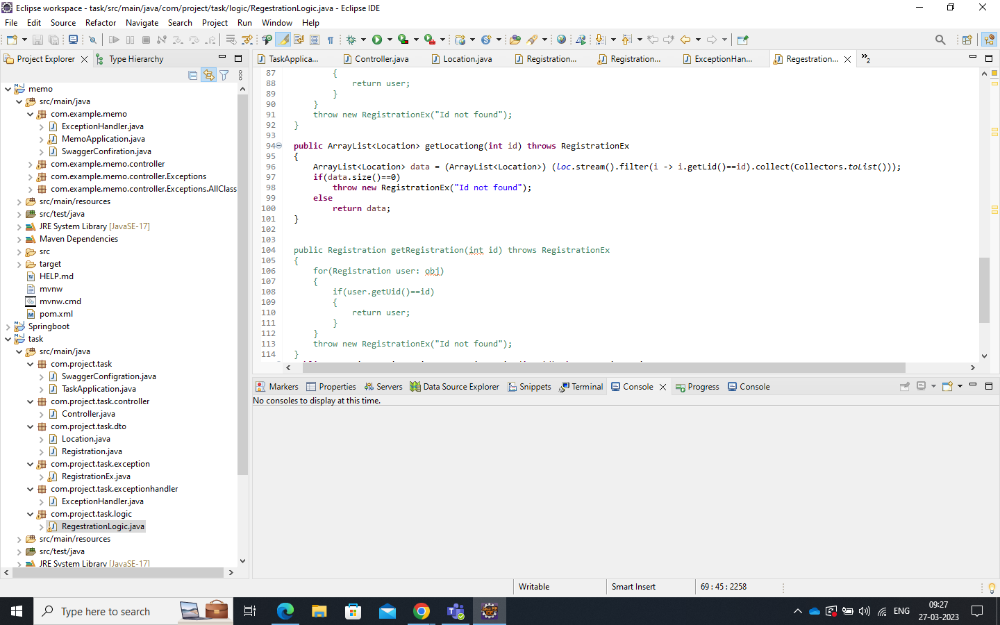 Eclipse workspace - task/src/main/java/com/project/task/logic/RegestrationLogic.java - Eclipse IDE
File Edit Source Refactor Navigate Search Project Run Window Help
Project Explorer Type Hierarchy
memo
src/main/java
com.example.memo
ExceptionHandler.java
MemoApplication.java
SwaggerConfiration.java
com.example.memo.controller
com.example.memo.controller.Exceptions
com.example.memo.controller.Exceptions.AllClass
src/main/resources
src/test/java
JRE System Library [JavaSE-17]
Maven Dependencies
src
target
HELP.md
mvnw
mvnw.cmd
pom.xml
Springboot
task
src/main/java
com.project.task
SwaggerConfigration.java
TaskApplication.java
com.project.task.controller
Controller.java
com.project.task.dto
Location.java
Registration.java
com.project.task.exception
RegistrationEx.java
com.project.task.exceptionhandler
ExceptionHandler.java
com.project.task.logic
RegestrationLogic.java
src/main/resources
src/test/java
JRE System Library [JavaSE-17]
TaskApplica... Controller.java Location.java Registration... Registration... ExceptionHan... Regestration... 2
87 {
88 return user;
89 }
90 }
91 throw new RegistrationEx("Id not found");
92 }
93
94 public ArrayList<Location> getLocationg(int id) throws RegistrationEx
95 {
96 ArrayList<Location> data = (ArrayList<Location>) (loc.stream().filter(i -> i.getLid()==id).collect(Collectors.toList()));
97 if(data.size()==0)
98 throw new RegistrationEx("Id not found");
99 else
100 return data;
101 }
102
103
104 public Registration getRegistration(int id) throws RegistrationEx
105 {
106 for(Registration user: obj)
107 {
108 if(user.getUid()==id)
109 {
110 return user;
111 }
112 }
113 throw new RegistrationEx("Id not found");
114 }
Markers Properties Servers Data Source Explorer Snippets Terminal Console Progress Console
No consoles to display at this time.
Writable Smart Insert 69 : 45 : 2258
Type here to search
ENG
09:27
27-03-2023